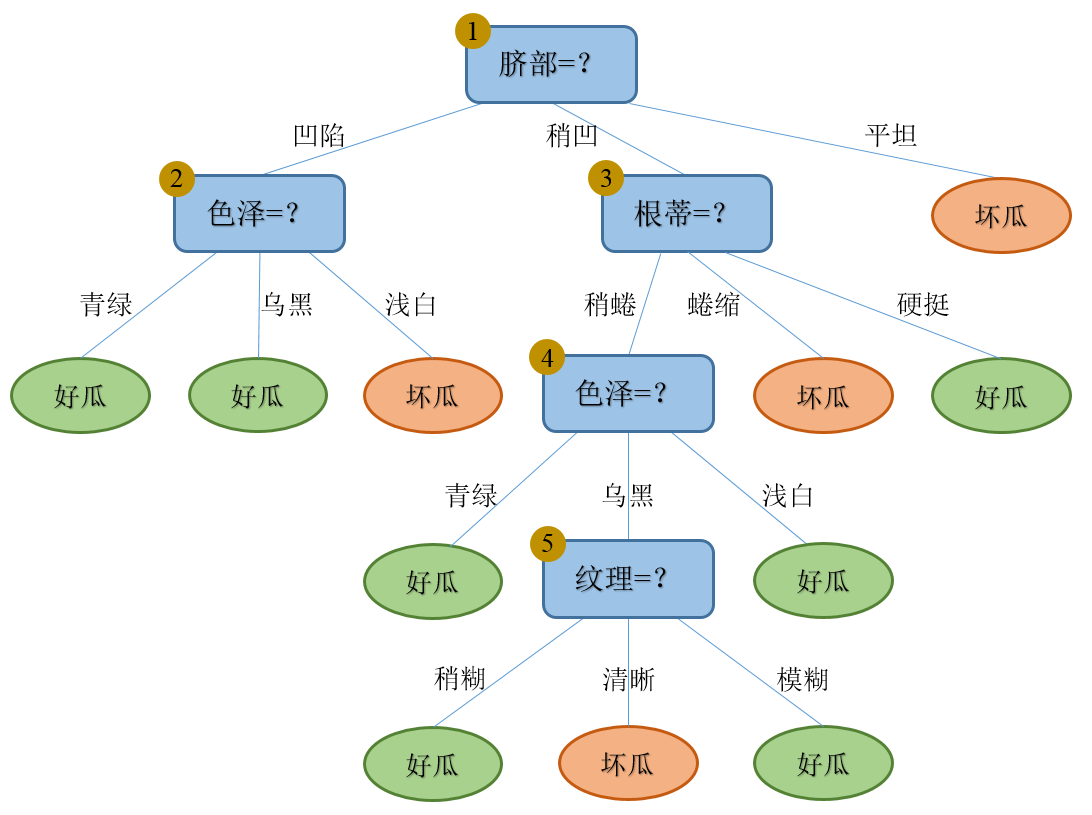 1
脐部=？
凹陷
稍凹
平坦
2
色泽=？
3
根蒂=？
坏瓜
青绿
乌黑
浅白
稍蜷
蜷缩
硬挺
好瓜
好瓜
坏瓜
4
色泽=？
坏瓜
好瓜
青绿
乌黑
浅白
好瓜
5
纹理=？
好瓜
稍糊
清晰
模糊
好瓜
坏瓜
好瓜